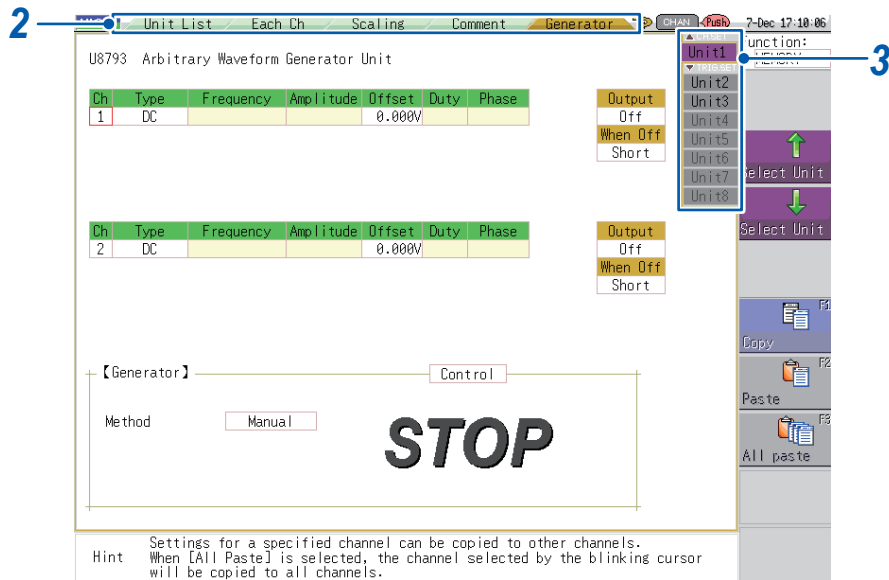 2
Unit List Each Ch Scaling Comment Generator CHAN Push 7-Dec 17:10:06
U8793 Arbitrary Waveform Generator Unit
Unit1
3
TRIG SET
Unit2
Unit3
Unit4
Unit5
Unit6
Unit7
Unit8
Ch Type Frequency Amplitude Offset Duty Phase Output
1 DC 0.000V Off
When Off
Short
Select Unit
Select Unit
Ch Type Frequency Amplitude Offset Duty Phase Output
2 DC 0.000V Off
When Off
Short
F1
Copy
F2
Paste
F3
All paste
【Generator】 Control
Method Manual
STOP
Hint Settings for a specified channel can be copied to other channels.
When [All Paste] is selected, the channel selected by the blinking cursor
will be copied to all channels.